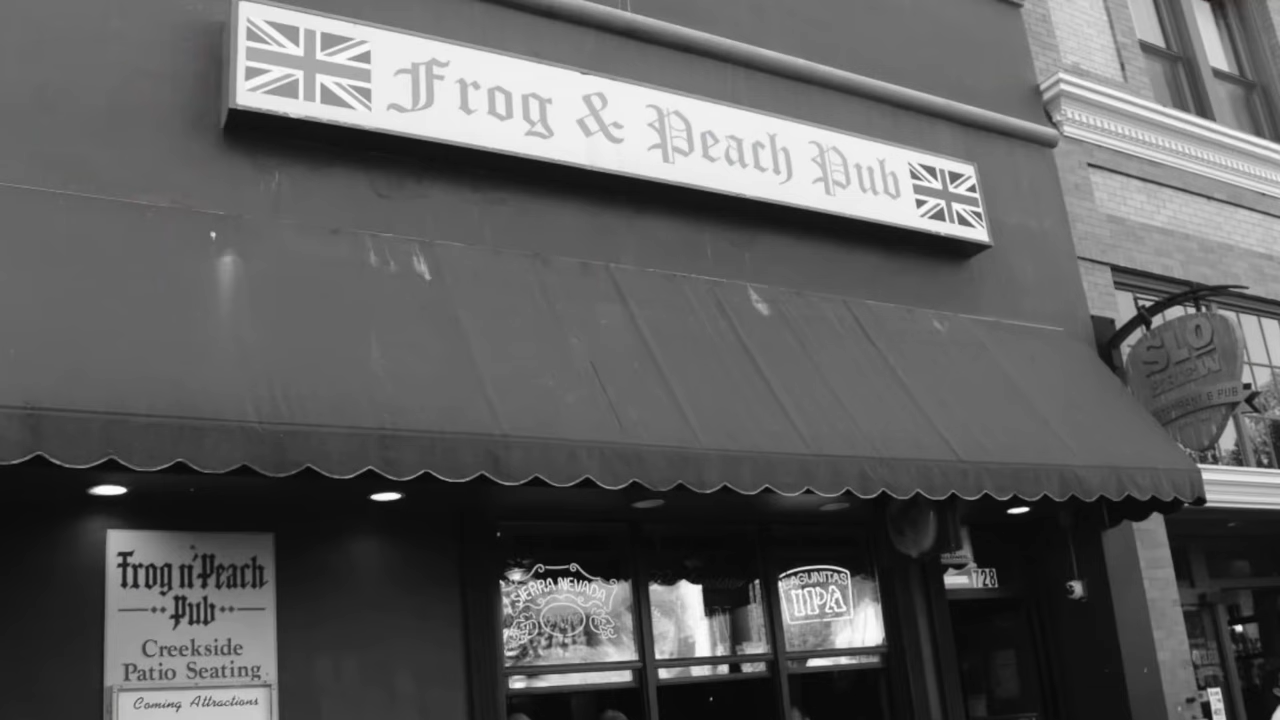 Frog & Peach Pub
SLO
BREW
RESTAURANT & PUB
SIERRA NEVADA
LAGUNITAS
IPA
728
Frog n' Peach
Pub
Creekside
Patio Seating
Coming Attractions